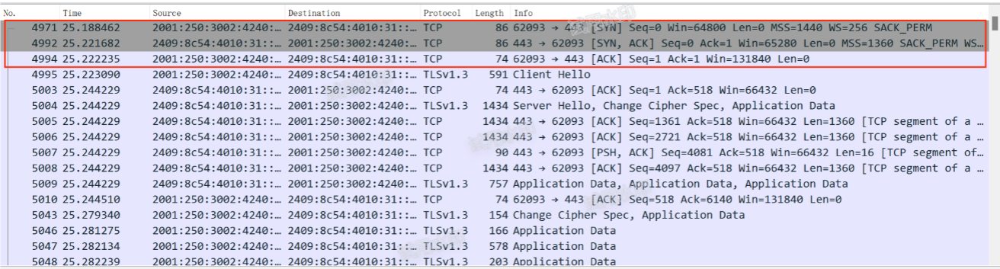 No. Time Source Destination Protocol Length Info
4971 25.188462 2001:250:3002:4240:… 2409:8c54:4010:31::… TCP 86 62093 → 443 [SYN] Seq=0 Win=64800 Len=0 MSS=1440 WS=256 SACK_PERM
4992 25.221682 2409:8c54:4010:31::… 2001:250:3002:4240:… TCP 86 443 → 62093 [SYN, ACK] Seq=0 Ack=1 Win=65280 Len=0 MSS=1360 SACK_PERM WS…
4994 25.222235 2001:250:3002:4240:… 2409:8c54:4010:31::… TCP 74 62093 → 443 [ACK] Seq=1 Ack=1 Win=131840 Len=0
4995 25.223090 2001:250:3002:4240:… 2409:8c54:4010:31::… TLSv1.3 591 Client Hello
5003 25.244229 2409:8c54:4010:31::… 2001:250:3002:4240:… TCP 74 443 → 62093 [ACK] Seq=1 Ack=518 Win=66432 Len=0
5004 25.244229 2409:8c54:4010:31::… 2001:250:3002:4240:… TLSv1.3 1434 Server Hello, Change Cipher Spec, Application Data
5005 25.244229 2409:8c54:4010:31::… 2001:250:3002:4240:… TCP 1434 443 → 62093 [ACK] Seq=1361 Ack=518 Win=66432 Len=1360 [TCP segment of a …
5006 25.244229 2409:8c54:4010:31::… 2001:250:3002:4240:… TCP 1434 443 → 62093 [ACK] Seq=2721 Ack=518 Win=66432 Len=1360 [TCP segment of a …
5007 25.244229 2409:8c54:4010:31::… 2001:250:3002:4240:… TCP 90 443 → 62093 [PSH, ACK] Seq=4081 Ack=518 Win=66432 Len=16 [TCP segment of…
5008 25.244229 2409:8c54:4010:31::… 2001:250:3002:4240:… TCP 1434 443 → 62093 [ACK] Seq=4097 Ack=518 Win=66432 Len=1360 [TCP segment of a …
5009 25.244229 2409:8c54:4010:31::… 2001:250:3002:4240:… TLSv1.3 757 Application Data, Application Data, Application Data
5010 25.244510 2001:250:3002:4240:… 2409:8c54:4010:31::… TCP 74 62093 → 443 [ACK] Seq=518 Ack=6140 Win=131840 Len=0
5043 25.279340 2001:250:3002:4240:… 2409:8c54:4010:31::… TLSv1.3 154 Change Cipher Spec, Application Data
5046 25.281275 2001:250:3002:4240:… 2409:8c54:4010:31::… TLSv1.3 166 Application Data
5047 25.282134 2001:250:3002:4240:… 2409:8c54:4010:31::… TLSv1.3 578 Application Data
5048 25.282239 2001:250:3002:4240:… 2409:8c54:4010:31::… TLSv1.3 203 Application Data